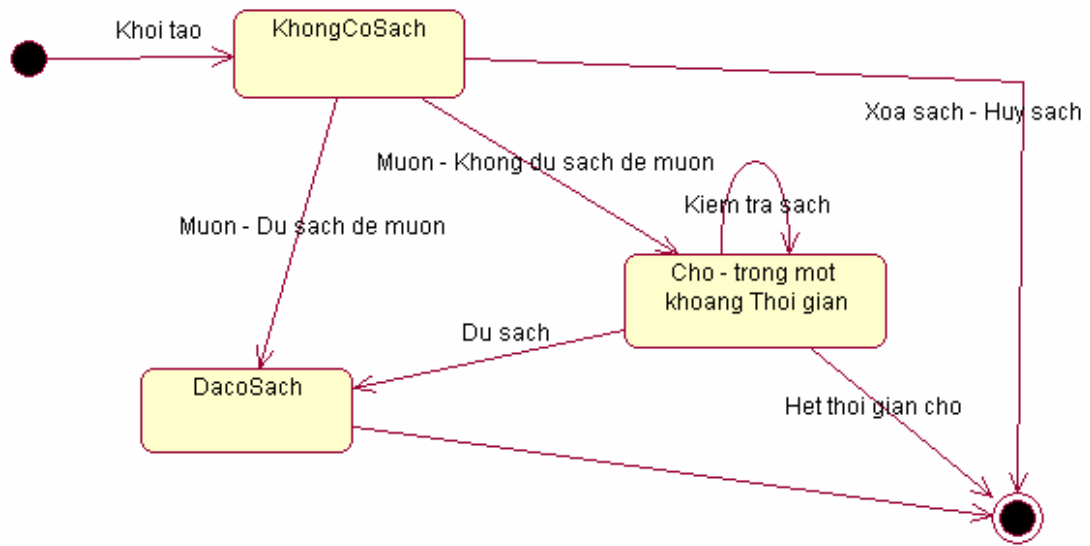 Khoi tao
KhongCoSach
Xoa sach - Huy sach
Muon - Khong du sach de muon
Kiem tra sach
Muon - Du sach de muon
Cho - trong mot
khoang Thoi gian
Du sach
DacoSach
Het thoi gian cho